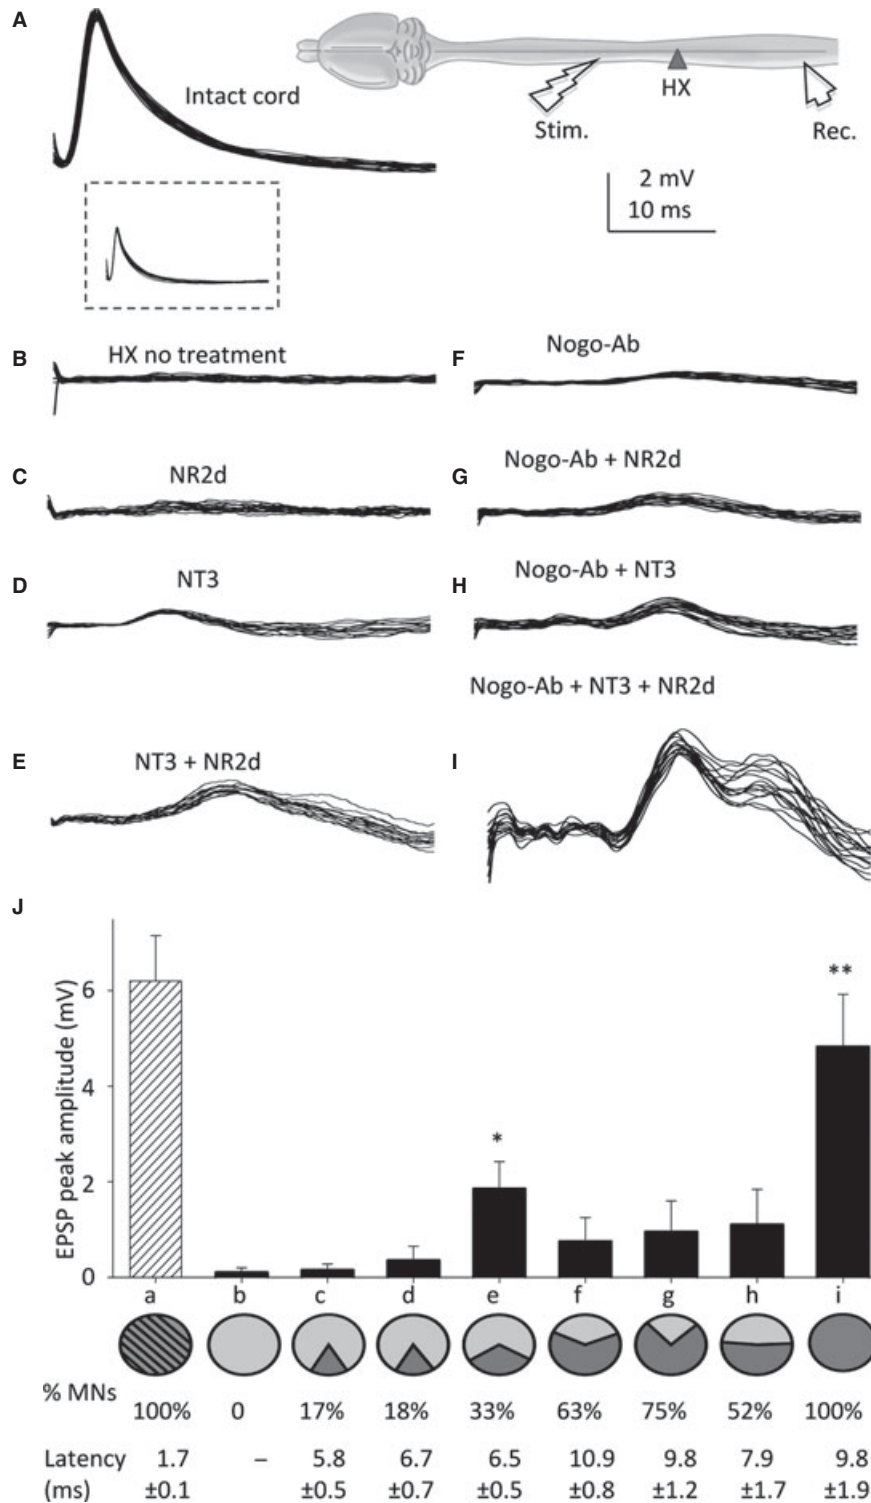 A
Intact cord
HX
Stim.
Rec.
2 mV
10 ms
B
HX no treatment
F
Nogo-Ab
C
NR2d
G
Nogo-Ab + NR2d
D
NT3
H
Nogo-Ab + NT3
Nogo-Ab + NT3 + NR2d
E
NT3 + NR2d
I
J
EPSP peak amplitude (mV)
6
4
2
0
*
**
a b c d e f g h i
% MNs
100% 0 17% 18% 33% 63% 75% 52% 100%
Latency 1.7 – 5.8 6.7 6.5 10.9 9.8 7.9 9.8
(ms) ±0.1 ±0.5 ±0.7 ±0.5 ±0.8 ±1.2 ±1.7 ±1.9